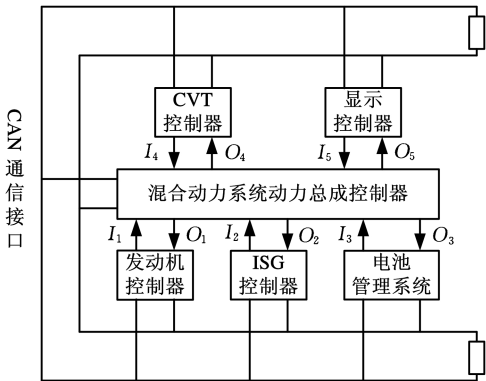 CVT
控制器
显示
控制器
I4
O4
I5
O5
CAN 通信接口
混合动力系统动力总成控制器
I1
O1
I2
O2
I3
O3
发动机
控制器
ISG
控制器
电池
管理系统